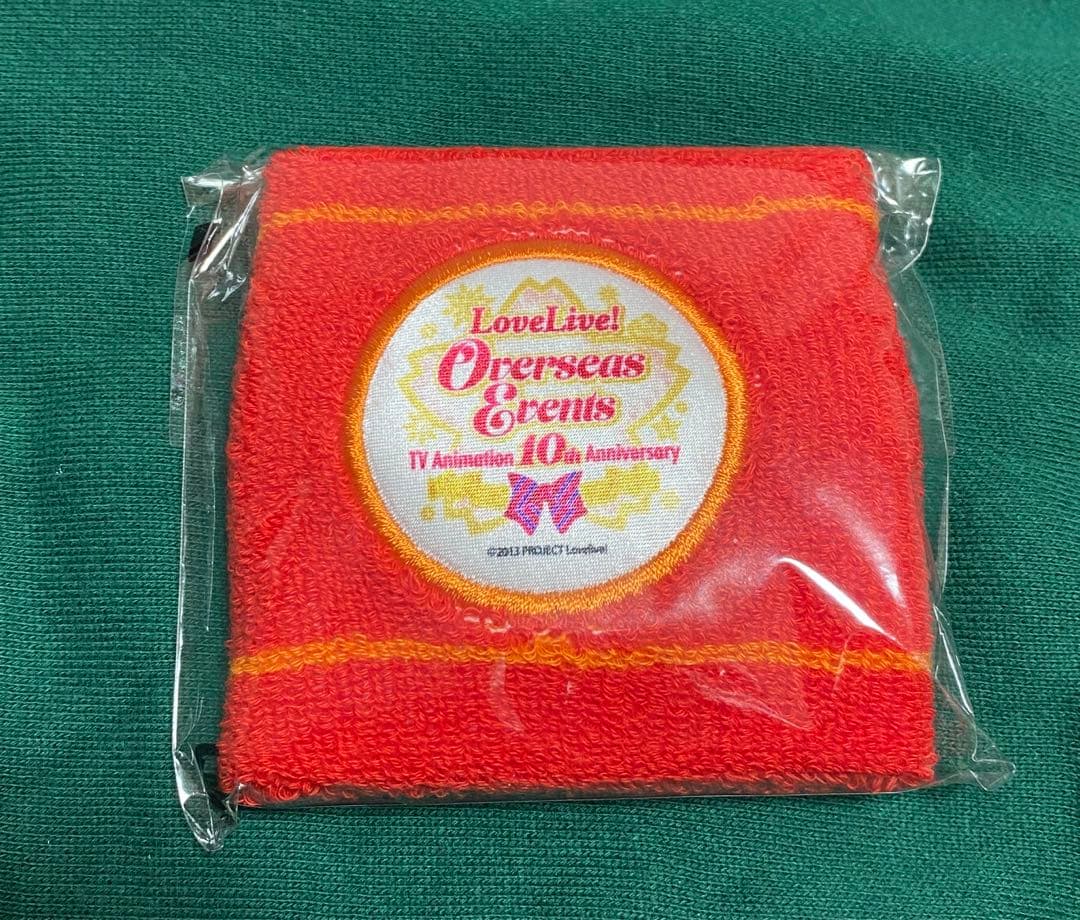 LoveLive!
Overseas
Events
TV Animation 10th Anniversary
©2013 PROJECT Lovelive!